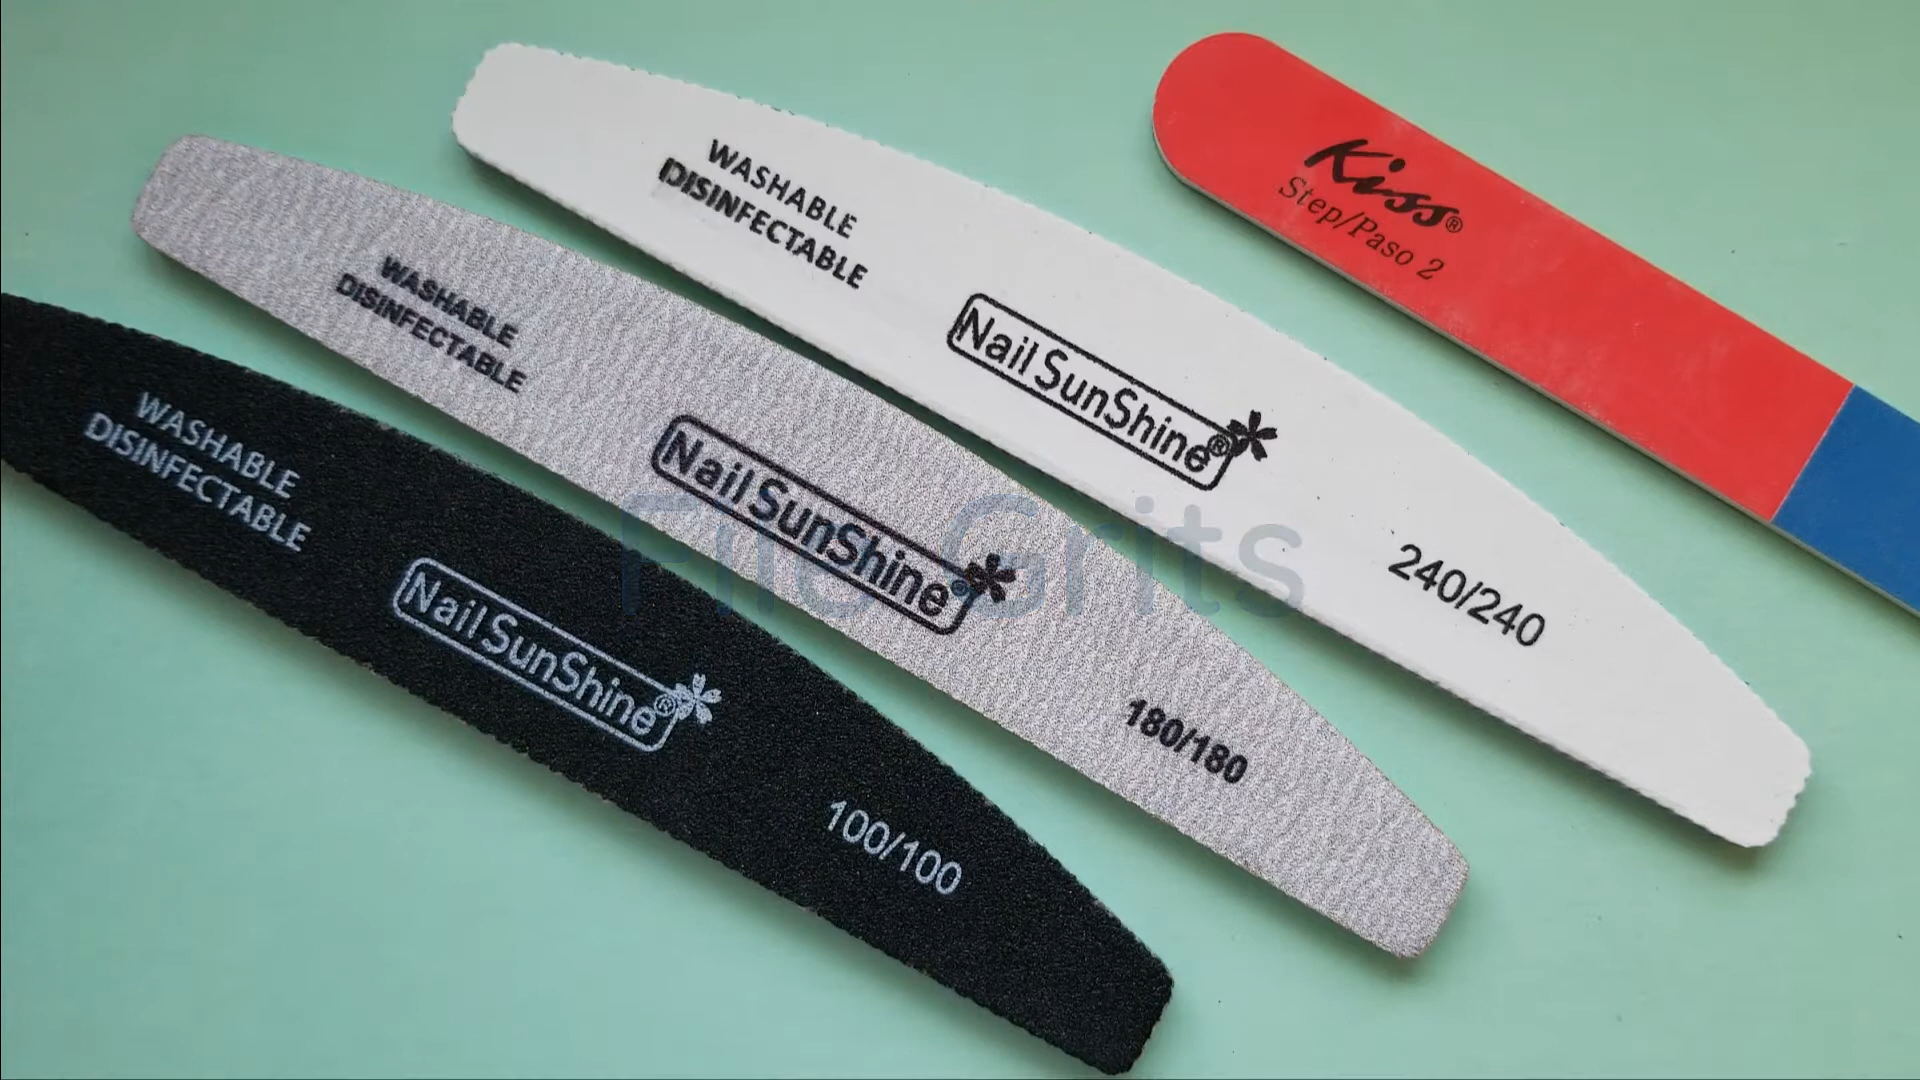 Kiss®
Step/Paso 2
WASHABLE
DISINFECTABLE
Nail SunShine®
240/240
WASHABLE
DISINFECTABLE
Nail SunShine®
180/180
WASHABLE
DISINFECTABLE
Nail SunShine®
100/100
File Grits